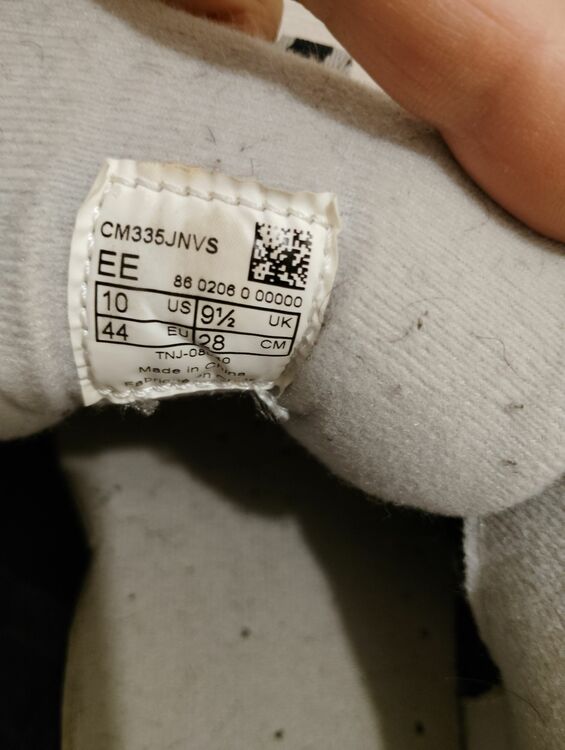 CM335JNVS
EE
86 0206 0 00000
10 US 9½ UK
44 EU 28 CM
Made in China